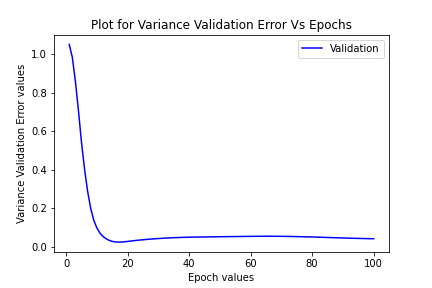 Plot for Variance Validation Error Vs Epochs
Validation
Variance Validation Error values
1.0
0.8
0.6
0.4
0.2
0.0
0 20 40 60 80 100
Epoch values